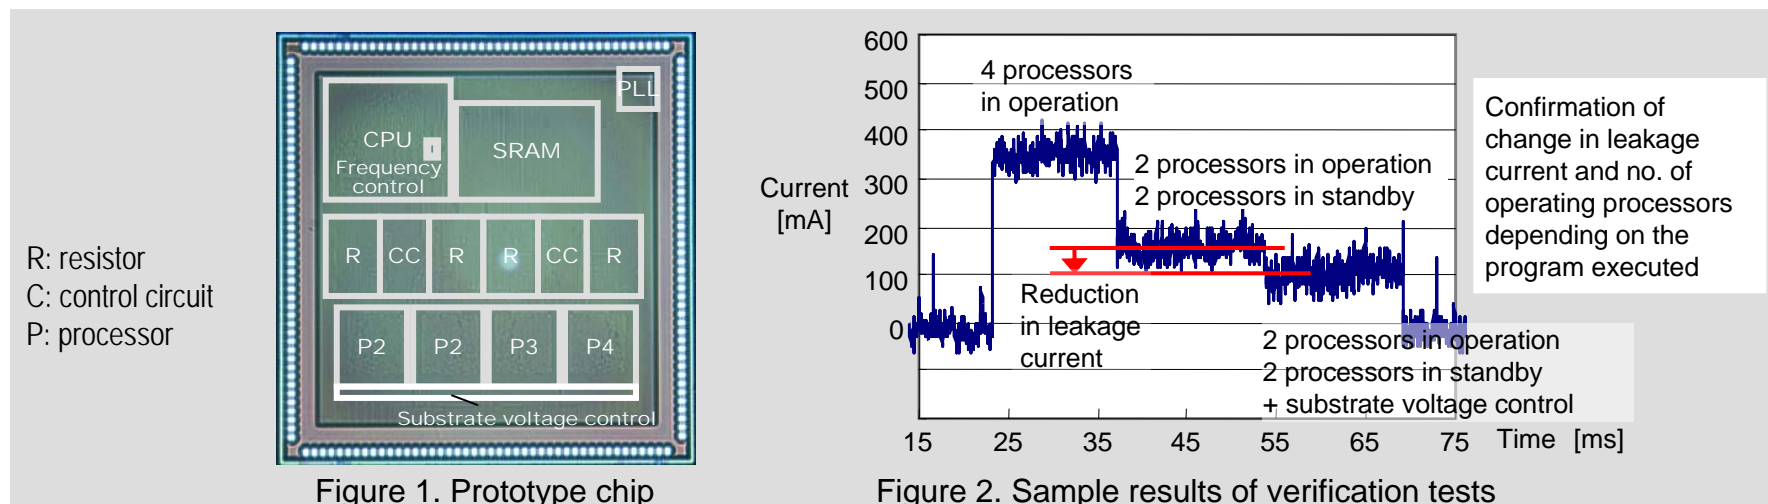 R: resistor
C: control circuit
P: processor
PLL
CPU
Frequency
control
SRAM
R CC R R CC R
P2 P2 P3 P4
Substrate voltage control
Figure 1. Prototype chip
600
500
400
300
200
100
0
Current
[mA]
4 processors
in operation
2 processors in operation
2 processors in standby
Reduction
in leakage
current
2 processors in operation
2 processors in standby
+ substrate voltage control
15 25 35 45 55 65 75 Time [ms]
Confirmation of
change in leakage
current and no. of
operating processors
depending on the
program executed
Figure 2. Sample results of verification tests